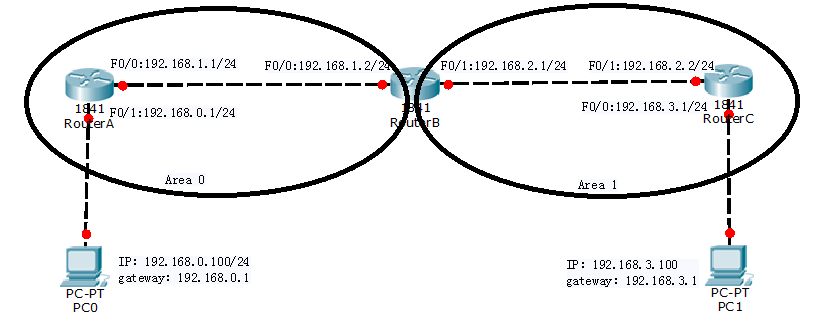 F0/0:192.168.1.1/24
F0/0:192.168.1.2/24
F0/1:192.168.2.1/24
F0/1:192.168.2.2/24
1841
RouterA
F0/1:192.168.0.1/24
1841
RouterB
F0/0:192.168.3.1/24
1841
RouterC
Area 0
Area 1
IP: 192.168.0.100/24
gateway: 192.168.0.1
PC-PT
PC0
IP: 192.168.3.100
gateway: 192.168.3.1
PC-PT
PC1